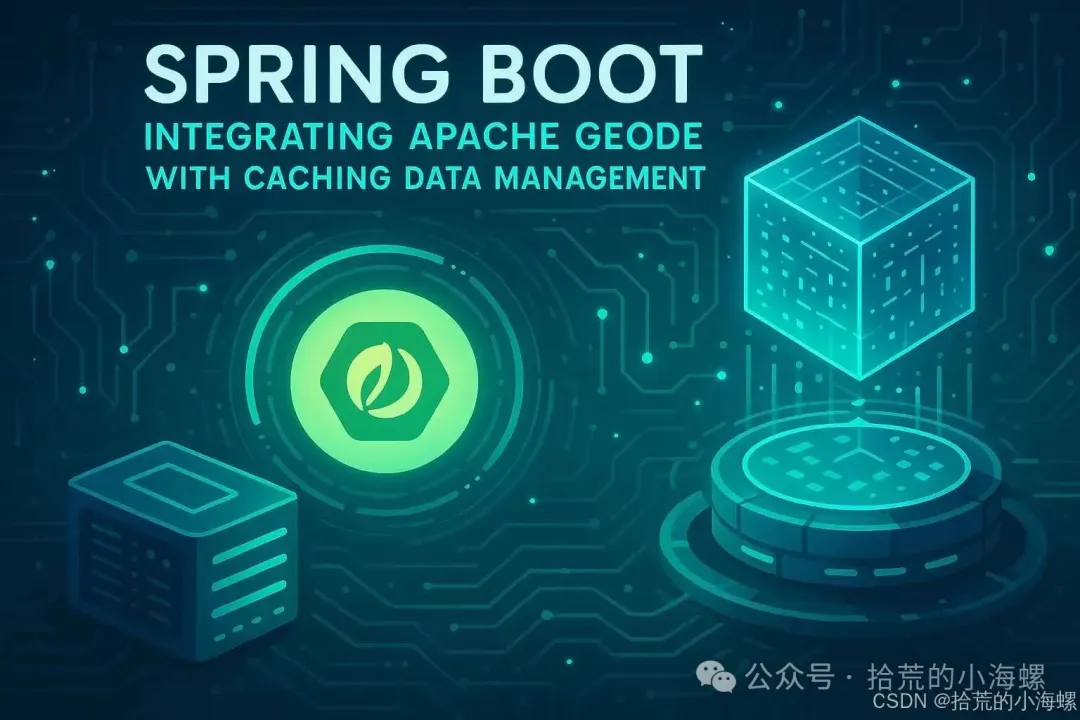 SPRING BOOT
INTEGRATING APACHE GEODE
WITH CACHING DATA MANAGEMENT
公众号 · 拾荒的小海螺
CSDN @拾荒的小海螺